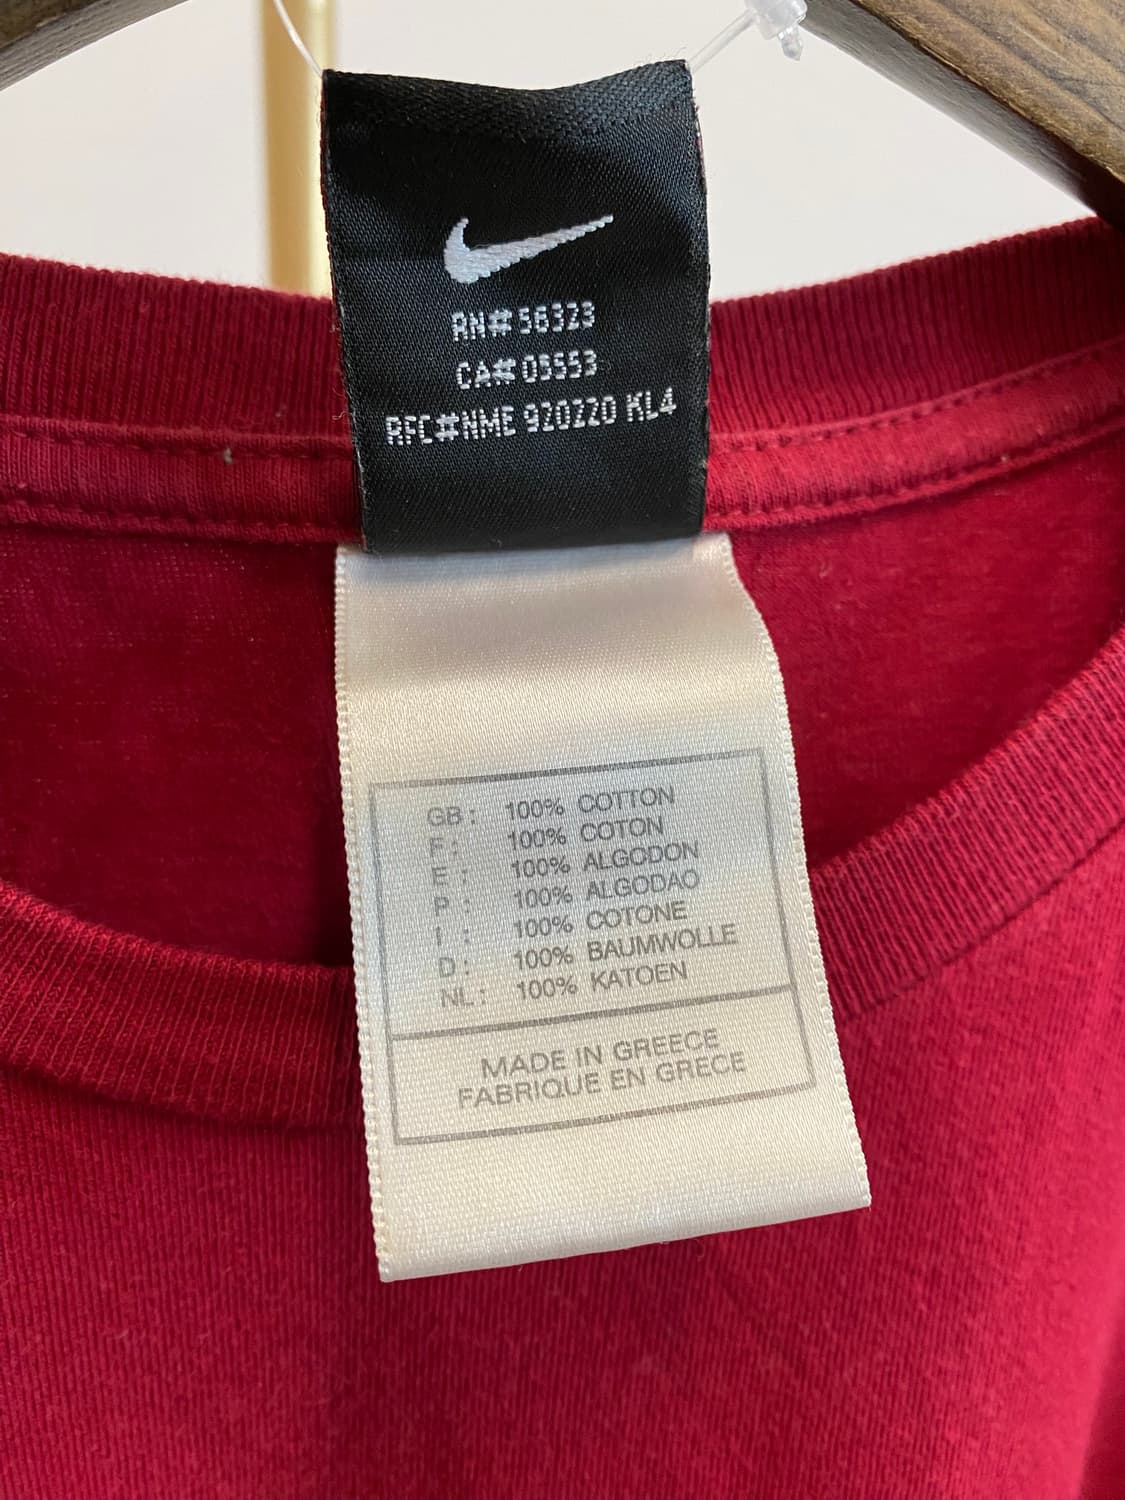 RN# 56323
CA# 05553
RFC#NME 920220 KL4
GB: 100% COTTON
F: 100% COTON
E: 100% ALGODON
P: 100% ALGODAO
I: 100% COTONE
D: 100% BAUMWOLLE
NL: 100% KATOEN
MADE IN GREECE
FABRIQUE EN GRECE